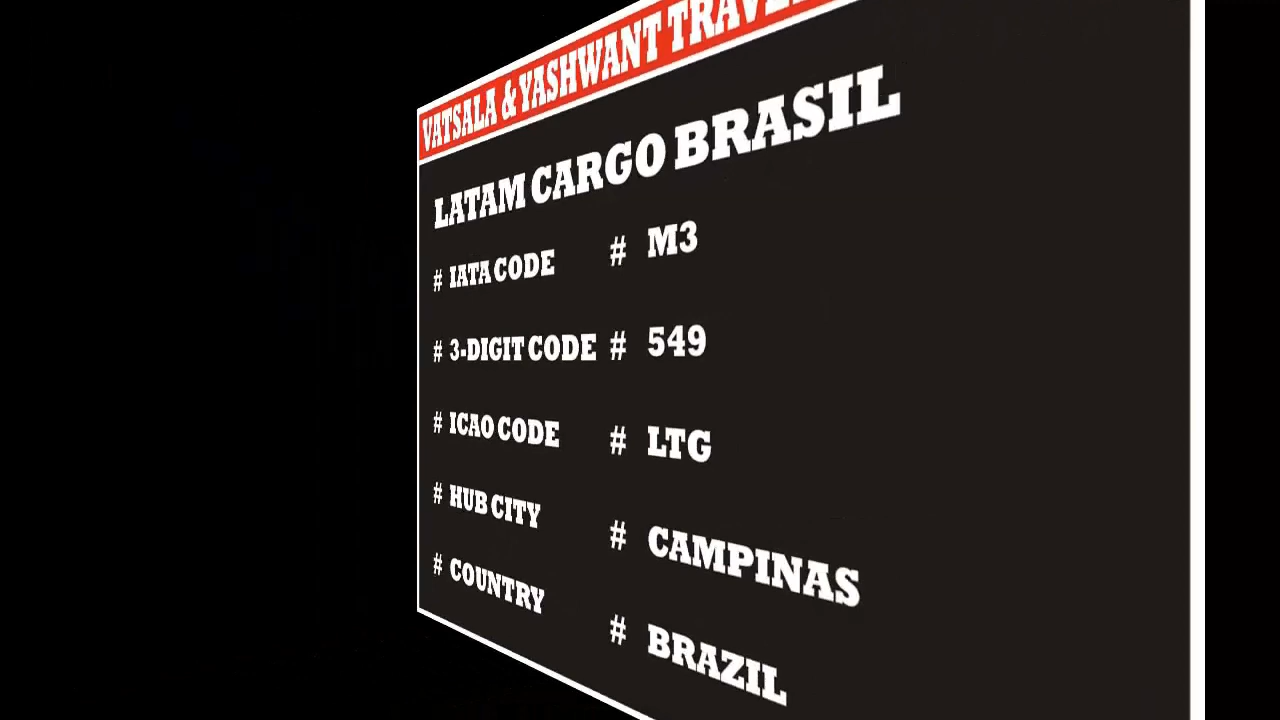 VATSALA & YASHWANT
LATAM CARGO BRASIL
# IATA CODE # M3
# 3-DIGIT CODE # 549
# ICAO CODE # LTG
# HUB CITY # CAMPINAS
# COUNTRY # BRAZIL